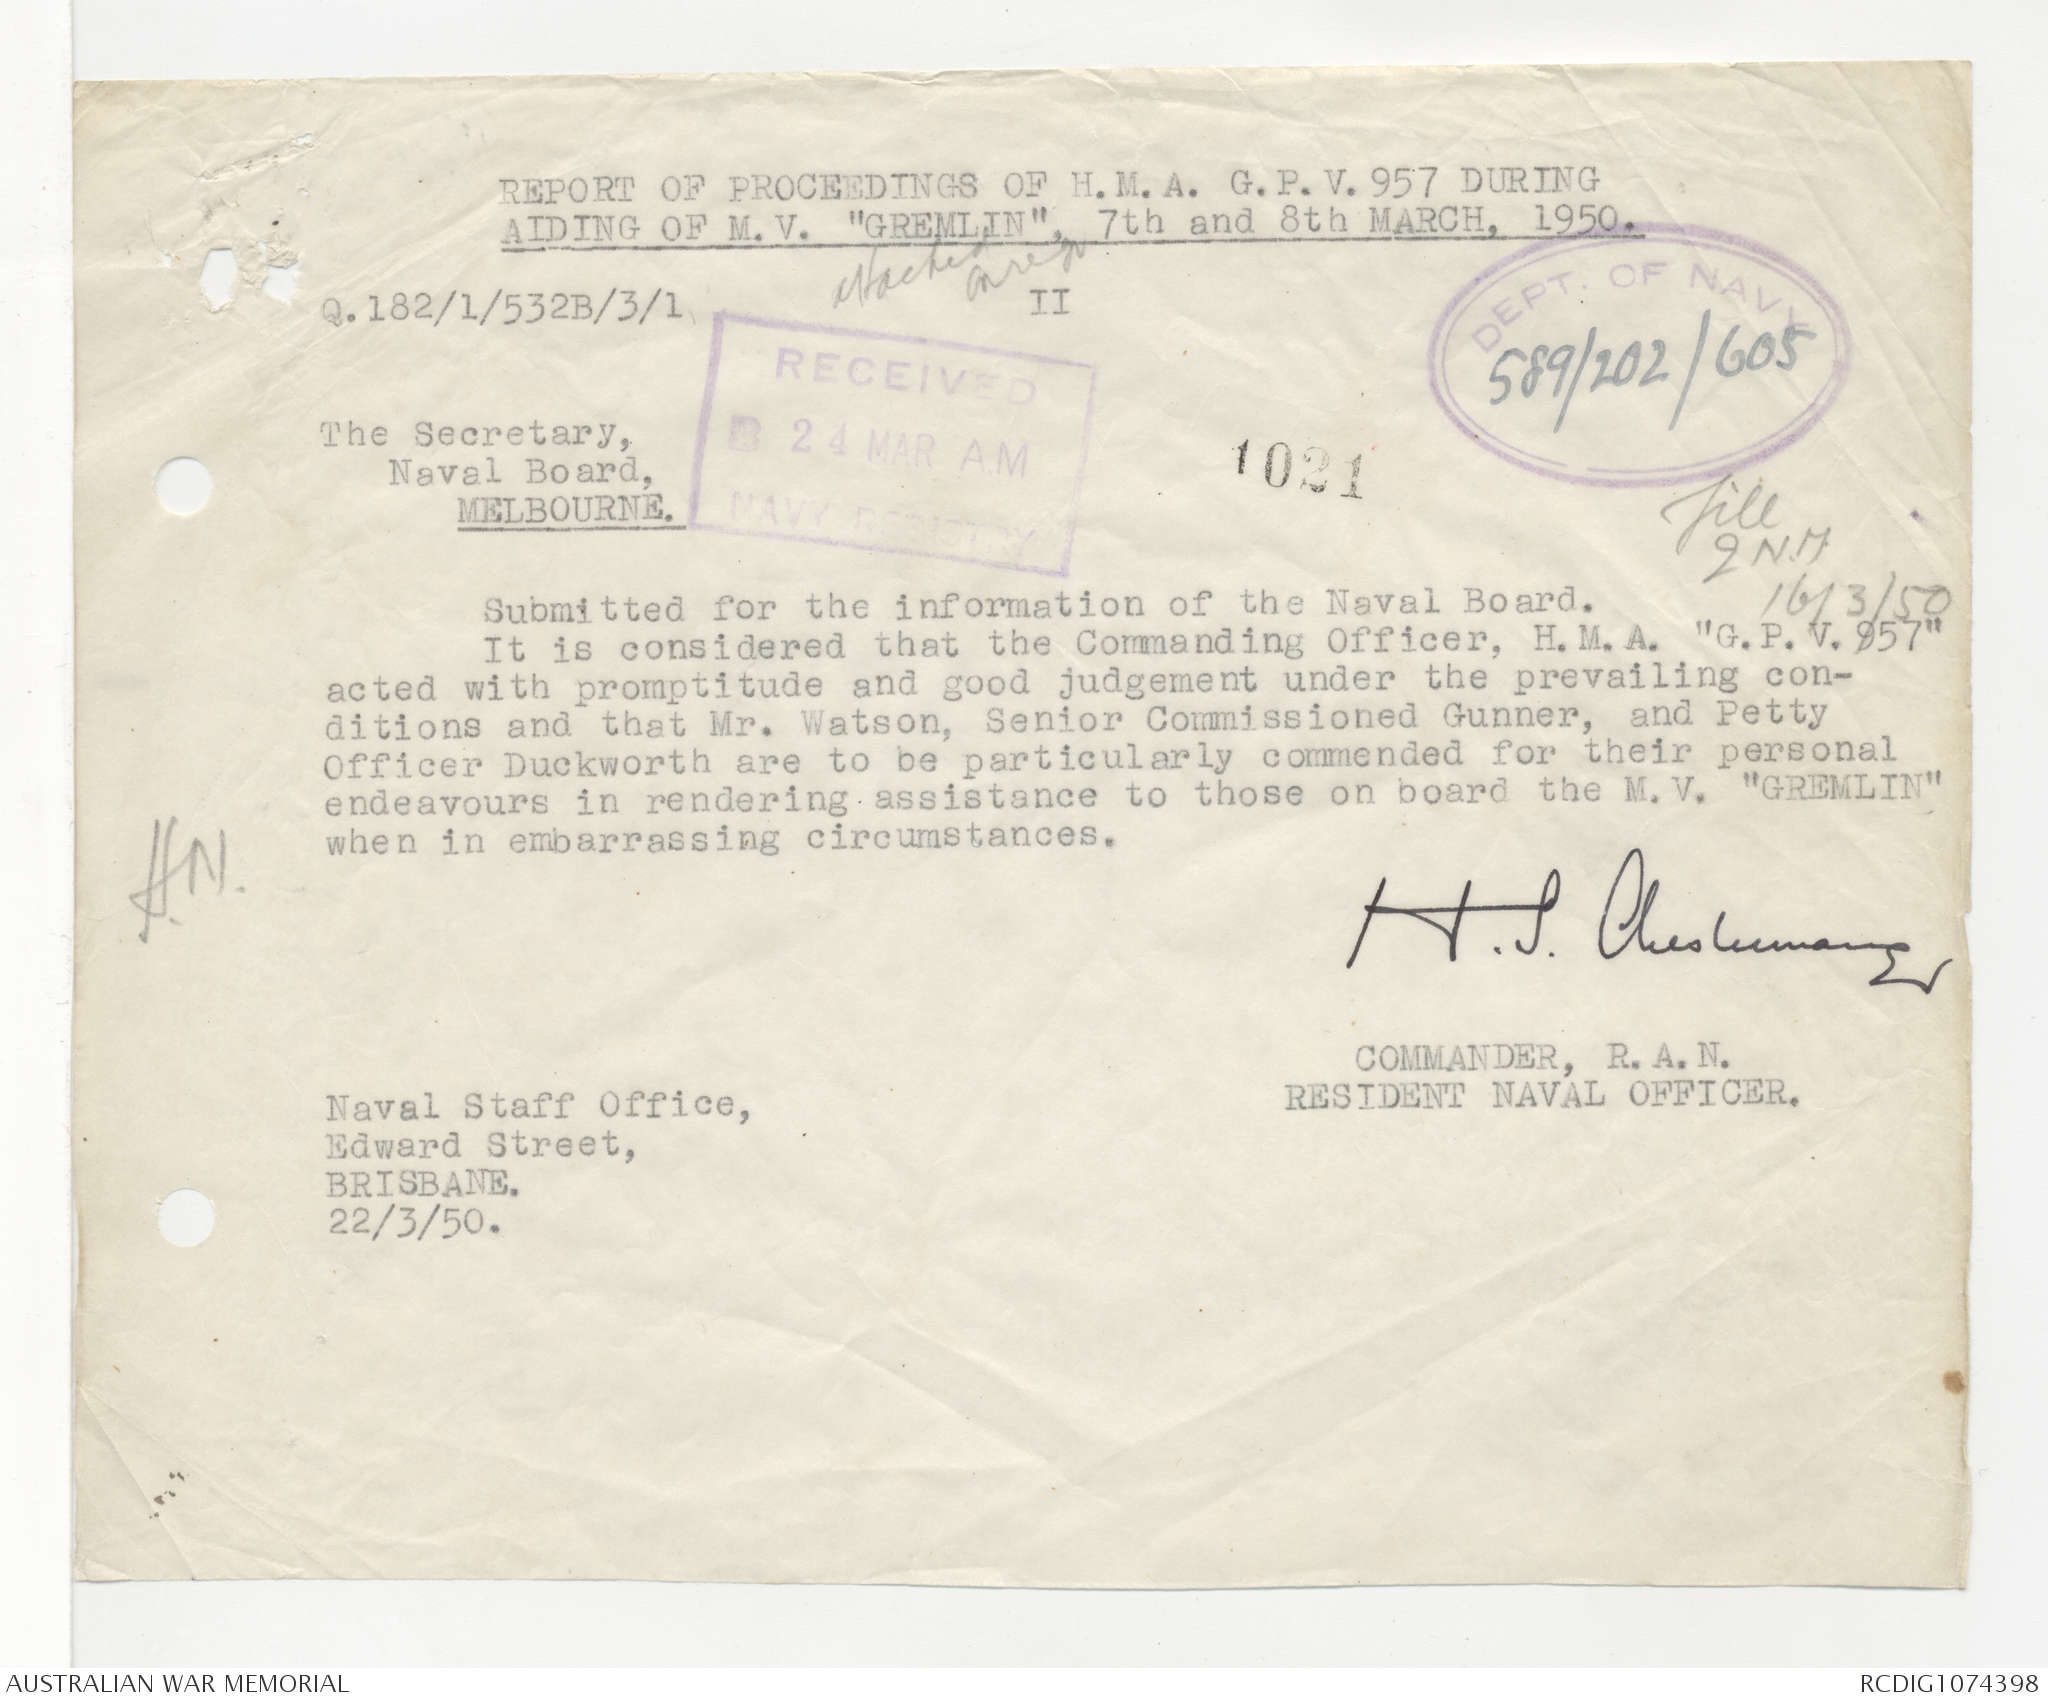 REPORT OF PROCEEDINGS OF H.M.A. G.P.V. 957 DURING
AIDING OF M.V. "GREMLIN", 7th and 8th MARCH, 1950.
attached
Q.182/1/532B/3/1
II
DEPT. OF NAVY
589/202/605
RECEIVED
24 MAR AM
NAVY REGISTRY
The Secretary,
Naval Board,
MELBOURNE.
1021
16/3/50
Submitted for the information of the Naval Board.
It is considered that the Commanding Officer, H.M.A. "G.P.V. 957"
acted with promptitude and good judgement under the prevailing con-
ditions and that Mr. Watson, Senior Commissioned Gunner, and Petty
Officer Duckworth are to be particularly commended for their personal
endeavours in rendering assistance to those on board the M.V. "GREMLIN"
when in embarrassing circumstances.
H.N.
H.S. Chesterman
COMMANDER, R.A.N.
RESIDENT NAVAL OFFICER.
Naval Staff Office,
Edward Street,
BRISBANE.
22/3/50.
AUSTRALIAN WAR MEMORIAL
RCDIG1074398